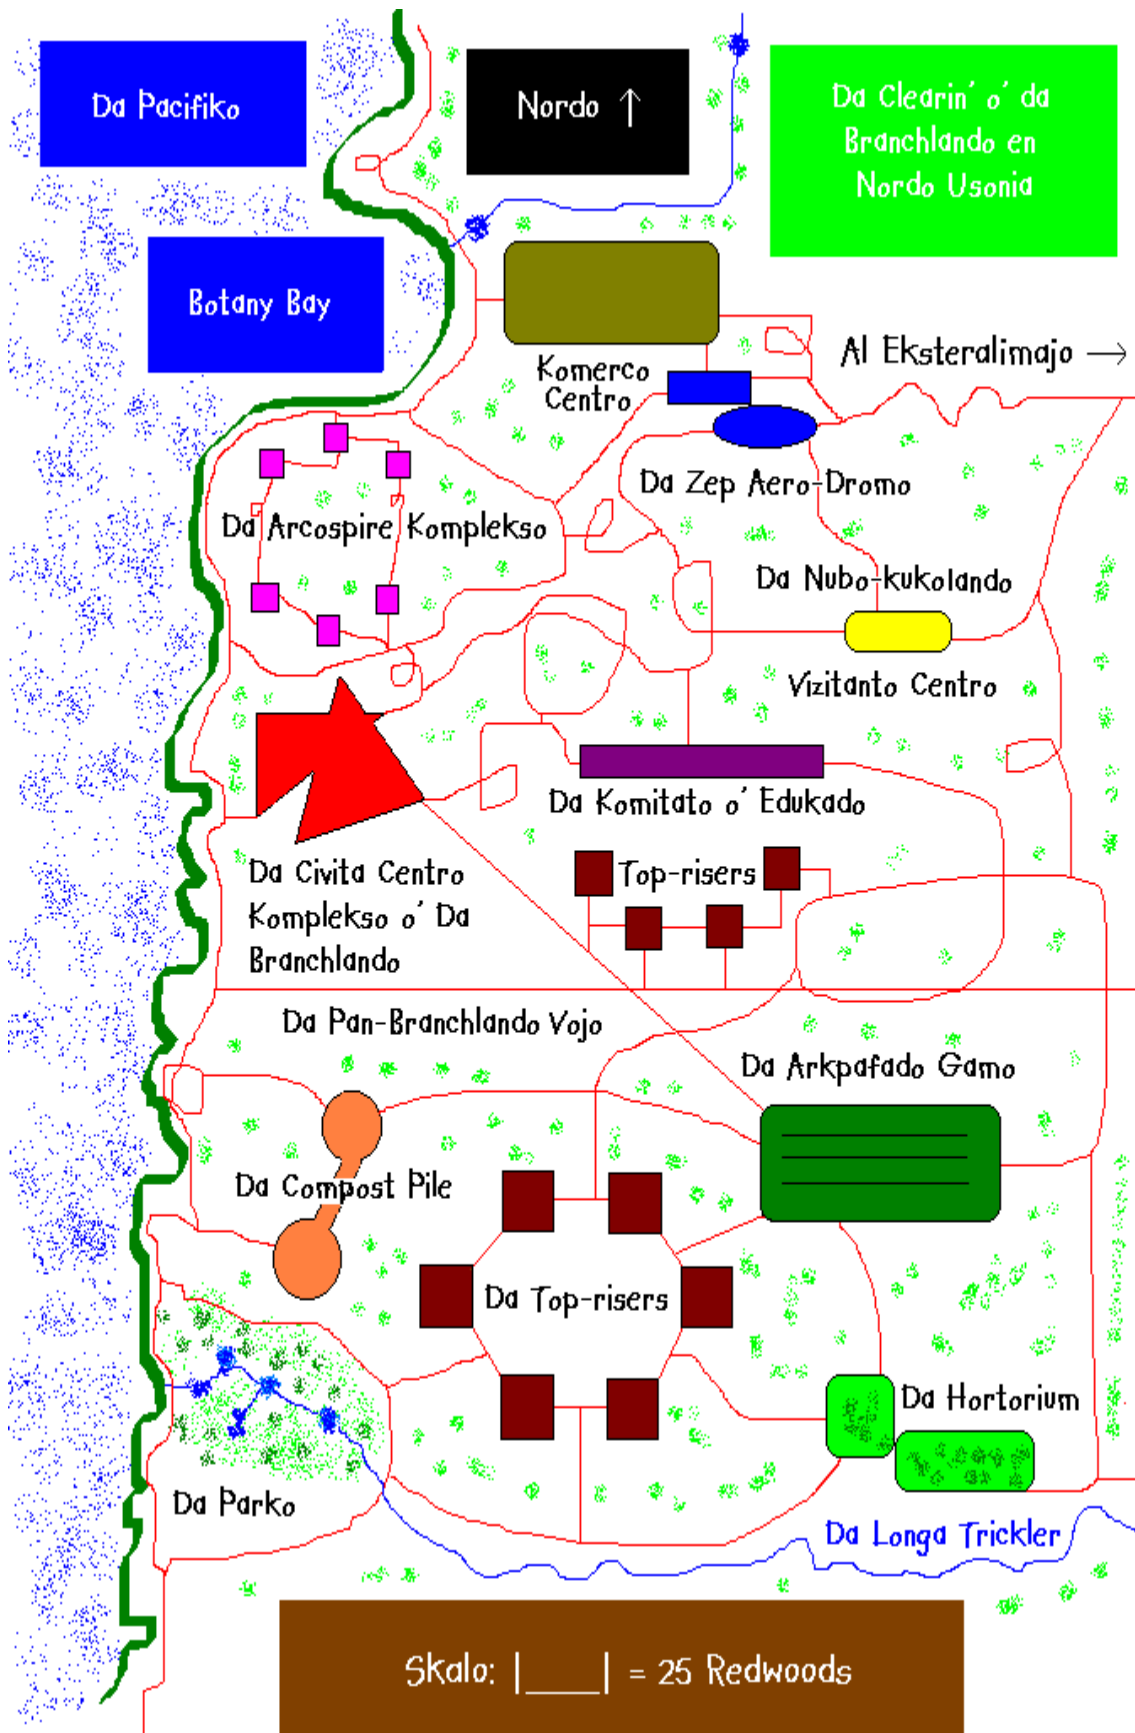 Da Pacifiko
Nordo ↑
Da Clearin' o' da
Branchlando en
Nordo Usonia
Botany Bay
Al Eksteralimajo →
Komerco
Centro
Da Zep Aero-Dromo
Da Arcospire Komplekso
Da Nubo-kukolando
Vizitanto Centro
Da Komitato o' Edukado
Da Civita Centro
Komplekso o' Da
Branchlando
Top-risers
Da Pan-Branchlando Vojo
Da Arkpafado Gamo
Da Compost Pile
Da Top-risers
Da Hortorium
Da Parko
Da Longa Trickler
Skalo: |____| = 25 Redwoods